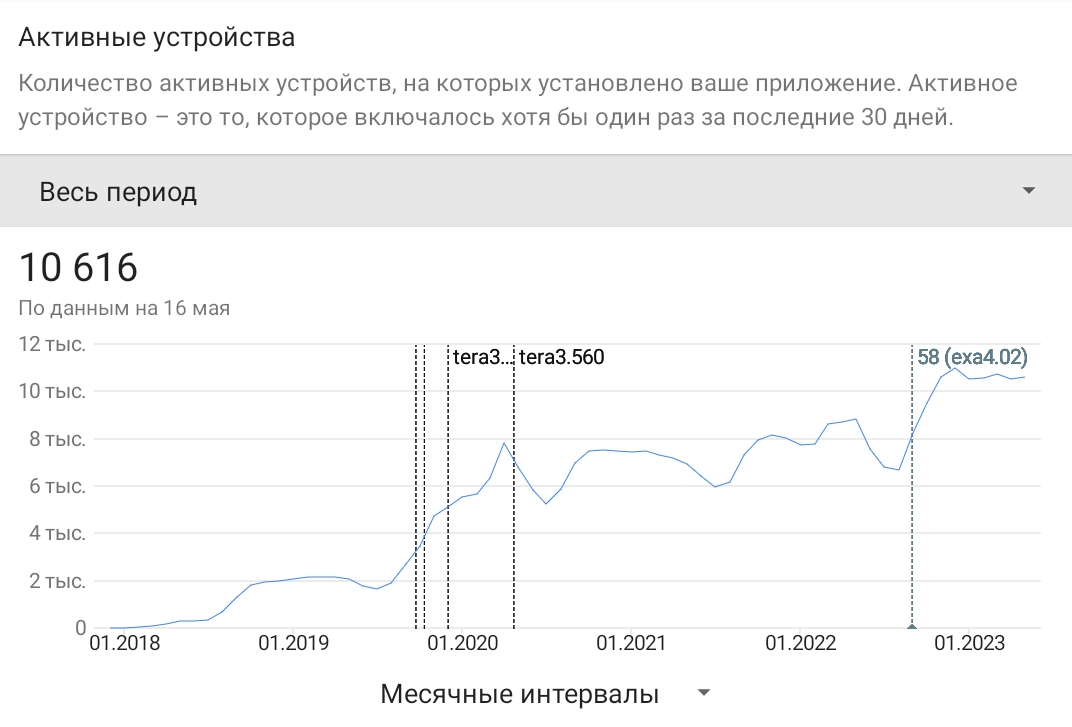 Активные устройства
Количество активных устройств, на которых установлено ваше приложение. Активное
устройство – это то, которое включалось хотя бы один раз за последние 30 дней.
Весь период
10 616
По данным на 16 мая
12 тыс.
tera3... tera3.560
58 (exa4.02)
10 тыс.
8 тыс.
6 тыс.
4 тыс.
2 тыс.
0
01.2018 01.2019 01.2020 01.2021 01.2022 01.2023
Месячные интервалы